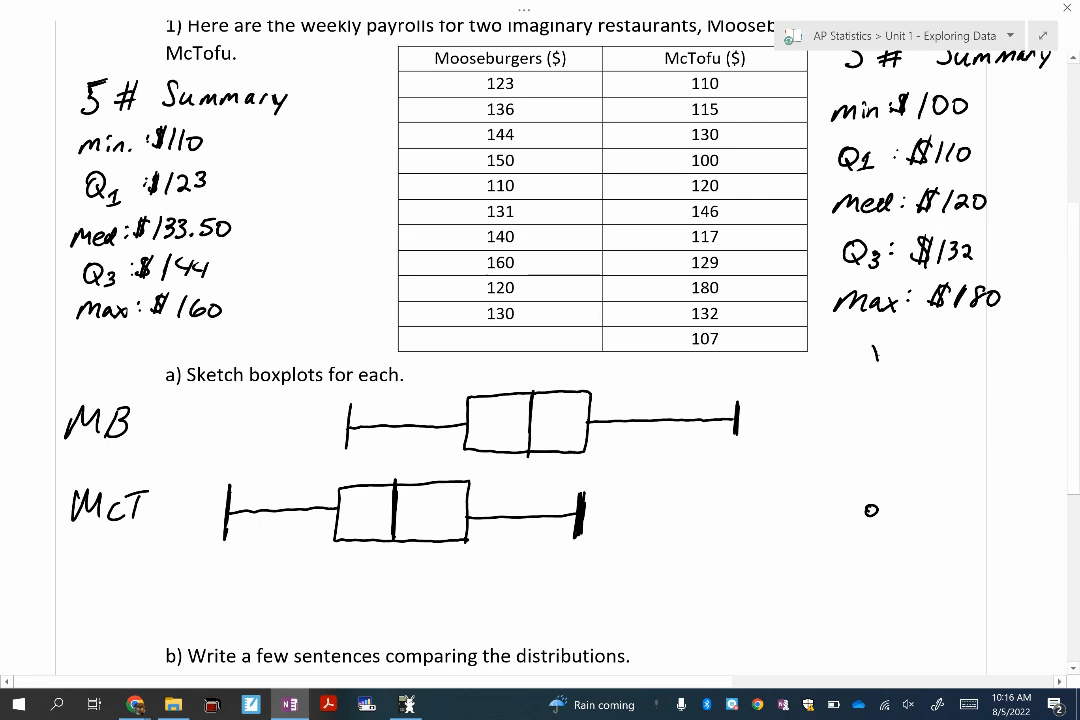 1) Here are the weekly payrolls for two imaginary restaurants,
McTofu.
AP Statistics > Unit 1 - Exploring Data
5 # Summary
min. : $110
Q1 : $123
Med : $133.50
Q3 : $144
Max : $160
Mooseburgers ($) McTofu ($)
123 110
136 115
144 130
150 100
110 120
131 146
140 117
160 129
120 180
130 132
107
5 # Summary
min : $100
Q1 : $110
Med : $120
Q3 : $132
Max : $180
a) Sketch boxplots for each.
MB
McT
b) Write a few sentences comparing the distributions.
Rain coming
10:16 AM
8/5/2022
2